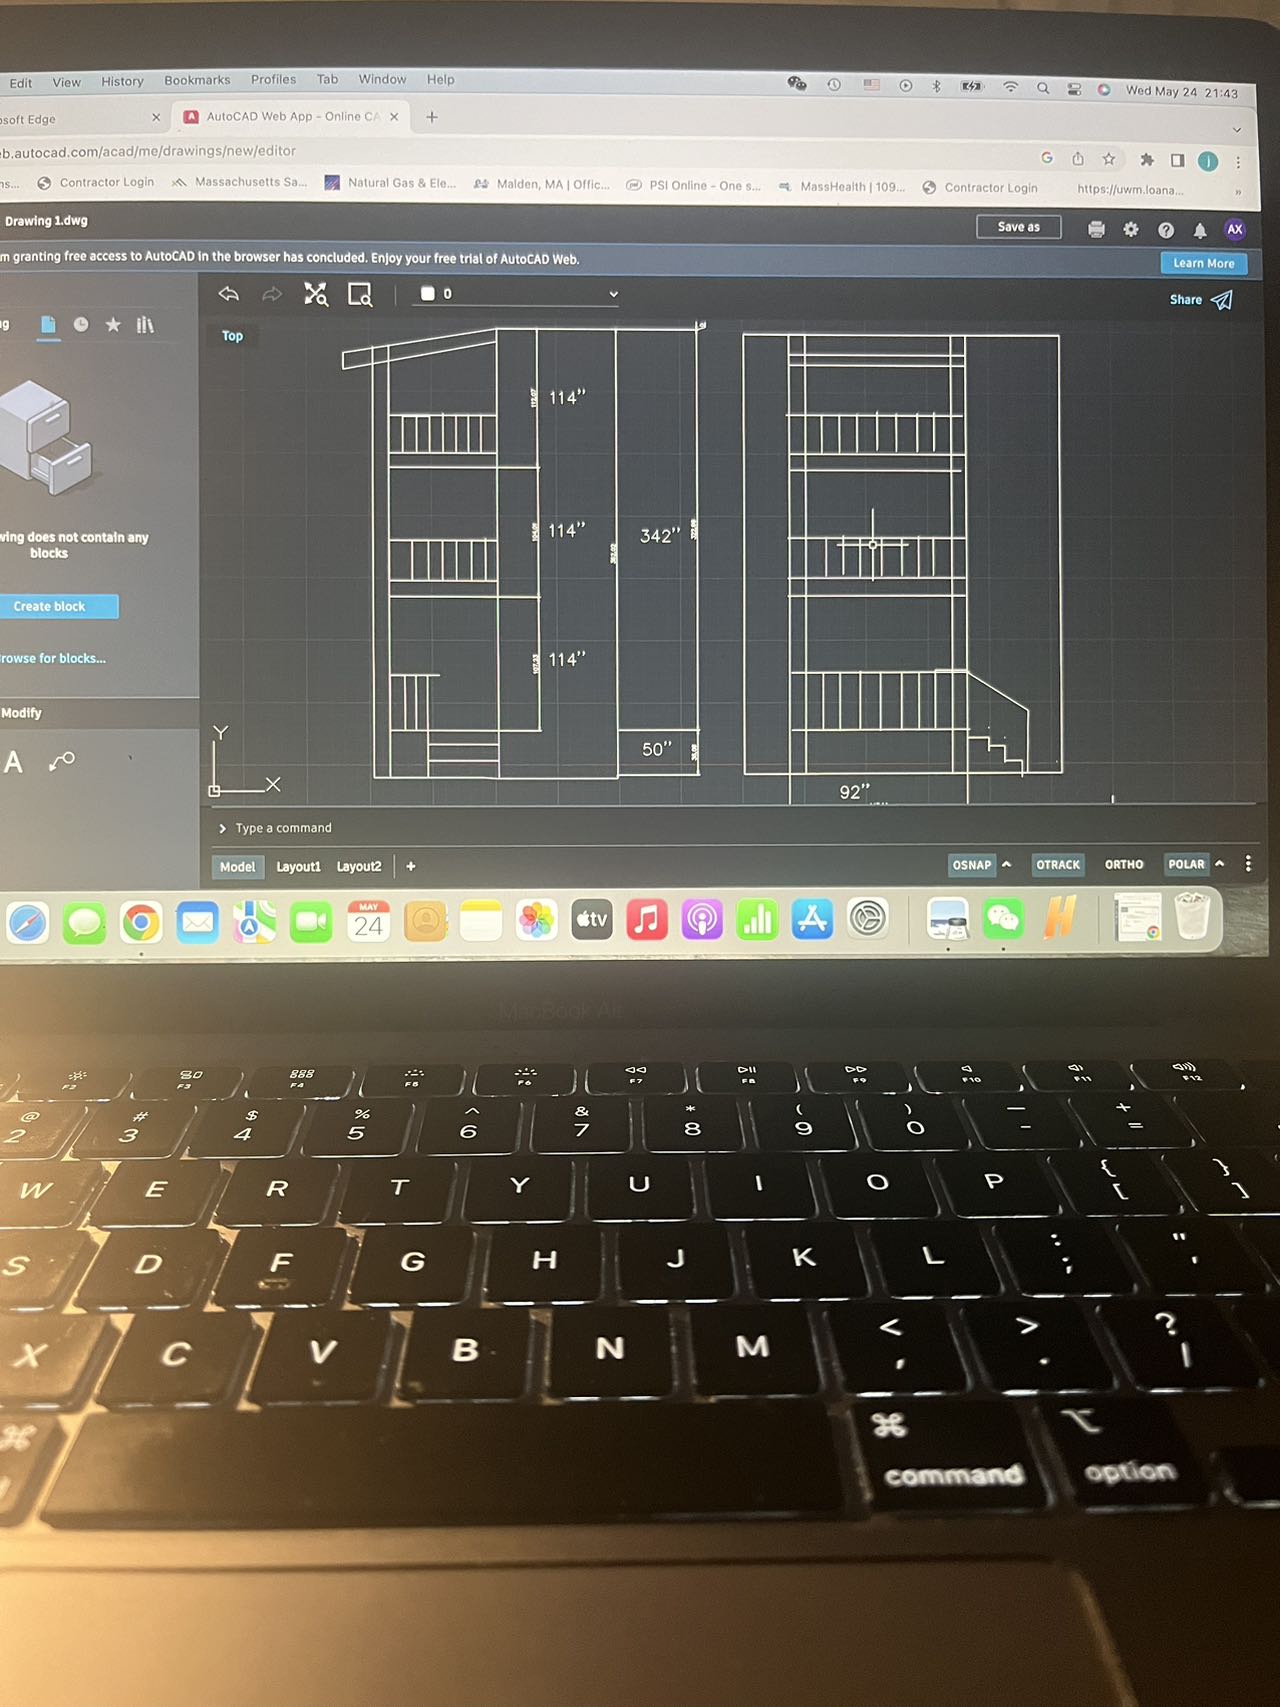 Edit View History Bookmarks Profiles Tab Window Help Wed May 24 21:43
osoft Edge AutoCAD Web App - Online CA
b.autocad.com/acad/me/drawings/new/editor
ns... Contractor Login Massachusetts Sa... Natural Gas & Ele... Malden, MA | Offic... PSI Online - One s... MassHealth | 109... Contractor Login https://uwm.loana... »
Drawing 1.dwg Save as AX
m granting free access to AutoCAD in the browser has concluded. Enjoy your free trial of AutoCAD Web. Learn More
0
ng Share
Top
114"
114"
342"
wing does not contain any
blocks
Create block
rowse for blocks...
114"
Modify
Y
50"
A
X
92"
Type a command
Model Layout1 Layout2 + OSNAP OTRACK ORTHO POLAR
MAY
24
tv
MacBook Air
F2 F3 F4 F5 F6 F7 F8 F9 F10 F11 F12
@ # $ % ^ & * ( ) — +
2 3 4 5 6 7 8 9 0 - =
W E R T Y U I O P { [ } ]
S D F G H J K L : ; " '
X C V B N M < , > . ? /
⌘ ⌘ ⌥
command option